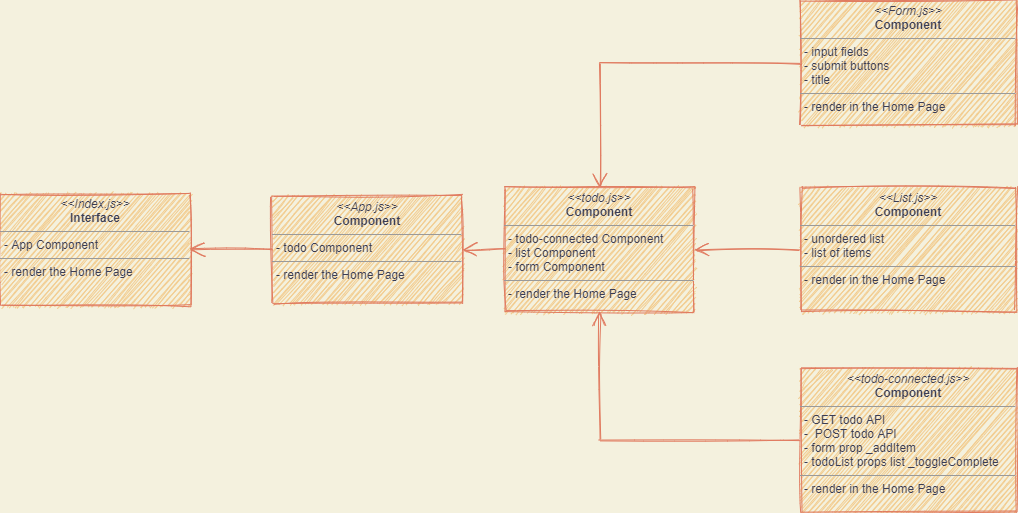 <<index.js>>
Interface
- App Component
- render the Home Page
<<App.js>>
Component
- todo Component
- render the Home Page
<<todo.js>>
Component
- todo-connected Component
- list Component
- form Component
- render the Home Page
<<Form.js>>
Component
- input fields
- submit buttons
- title
- render in the Home Page
<<List.js>>
Component
- unordered list
- list of items
- render in the Home Page
<<todo-connected.js>>
Component
- GET todo API
-  POST todo API
- form prop _addItem
- todoList props list _toggleComplete
- render in the Home Page